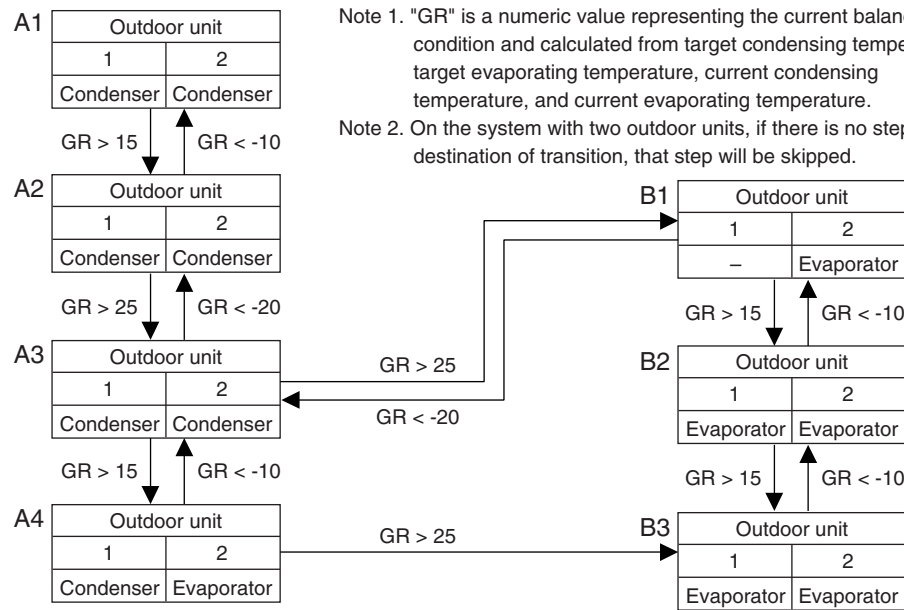 Note 1. "GR" is a numeric value representing the current balance
condition and calculated from target condensing
target evaporating temperature, current condensing
temperature, and current evaporating temperature.
Note 2. On the system with two outdoor units, if there is no step
destination of transition, that step will be skipped.
A1
Outdoor unit
1 2
Condenser Condenser
GR > 15 GR < -10
A2
Outdoor unit
1 2
Condenser Condenser
GR > 25 GR < -20
A3
Outdoor unit
1 2
Condenser Condenser
GR > 15 GR < -10
A4
Outdoor unit
1 2
Condenser Evaporator
GR > 25
GR < -20
GR > 25
B1
Outdoor unit
1 2
– Evaporator
GR > 15 GR < -10
B2
Outdoor unit
1 2
Evaporator Evaporator
GR > 15 GR < -10
B3
Outdoor unit
1 2
Evaporator Evaporator